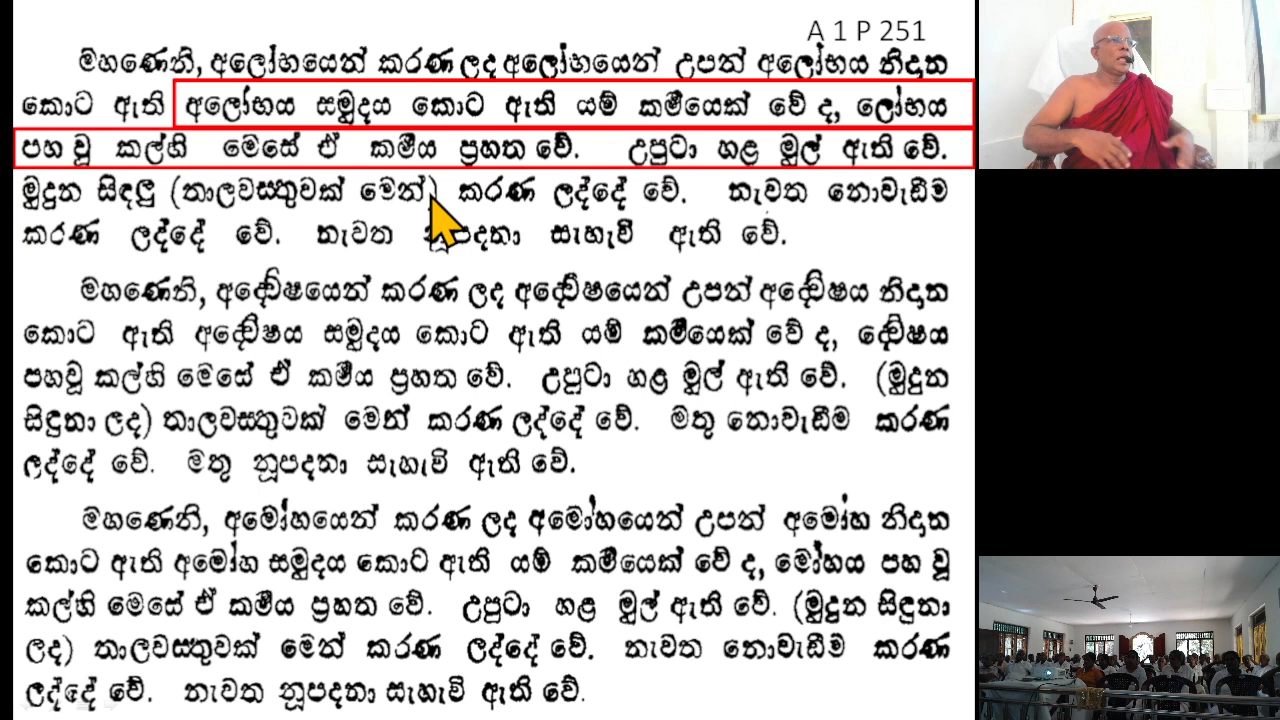 A 1 P 251
මහණෙනි, අලෝභයෙන් කරණ ලද අලෝභයෙන් උපන් අලෝභය නිදාන
කොට ඇති අලෝභය සමුදය කොට ඇති යම් කර්මයෙක් වේ ද, ලෝභය
පහ වූ කල්හි මෙසේ ඒ කර්මය ප්‍රහත වේ. උපුටා හළ මුල් ඇති වේ.
මුදුන සිඳලූ (තාලවස්තුවක් මෙන්) කරණ ලද්දේ වේ. නැවත නොවැඩීම
කරණ ලද්දේ වේ. නැවත නූපදනා සැහැවි ඇති වේ.
මහණෙනි, අද්වේෂයෙන් කරණ ලද අද්වේෂයෙන් උපන් අද්වේෂය නිදාන
කොට ඇති අද්වේෂය සමුදය කොට ඇති යම් කර්මයෙක් වේ ද, ද්වේෂය
පහවූ කල්හි මෙසේ ඒ කර්මය ප්‍රහත වේ. උපුටා හළ මුල් ඇති වේ. (මුදුන
සිඳුනා ලද) තාලවස්තුවක් මෙන් කරණ ලද්දේ වේ. මතු නොවැඩීම කරණ
ලද්දේ වේ. මතු නූපදනා සැහැවි ඇති වේ.
මහණෙනි, අමෝහයෙන් කරණ ලද අමෝහයෙන් උපන් අමෝහ නිදාන
කොට ඇති අමෝහ සමුදය කොට ඇති යම් කර්මයෙක් වේ ද, මෝහය පහ වූ
කල්හි මෙසේ ඒ කර්මය ප්‍රහත වේ. උපුටා හළ මුල් ඇති වේ. (මුදුන සිඳුනා
ලද) තාලවස්තුවක් මෙන් කරණ ලද්දේ වේ. නැවත නොවැඩීම කරණ
ලද්දේ වේ. නැවත නූපදනා සැහැවි ඇති වේ.